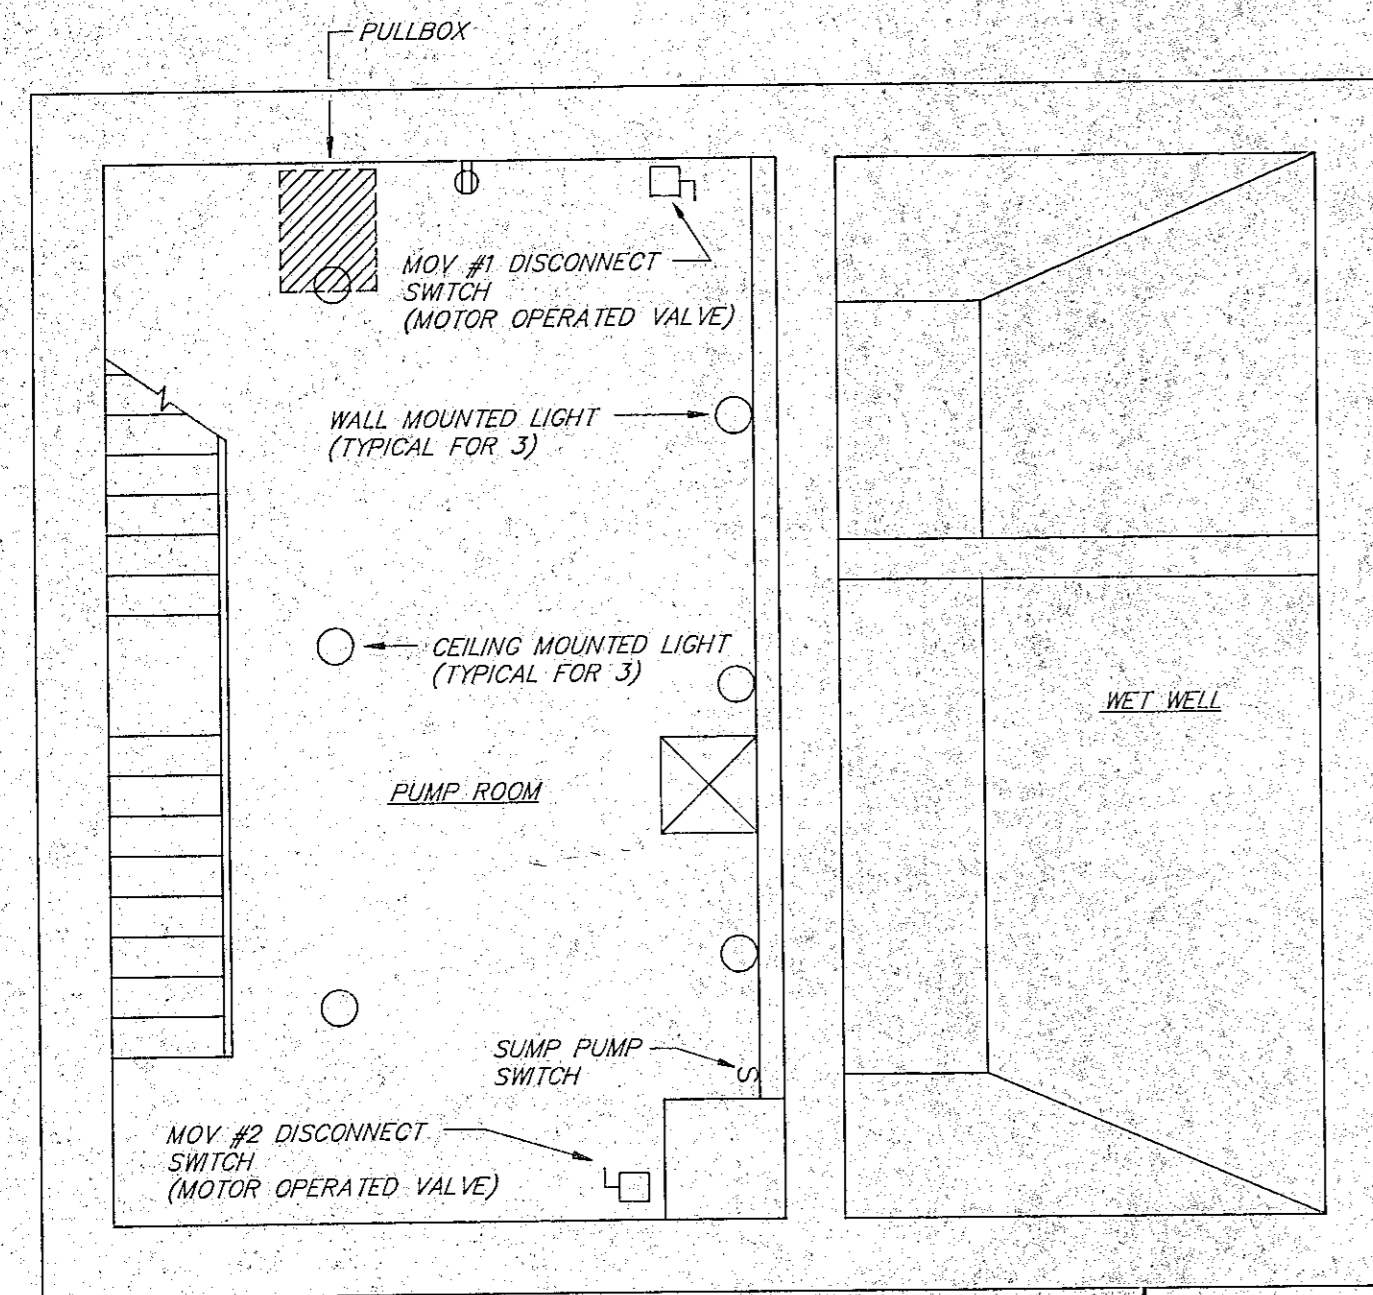 PULLBOX
MOV #1 DISCONNECT
SWITCH
(MOTOR OPERATED VALVE)
WALL MOUNTED LIGHT
(TYPICAL FOR 3)
CEILING MOUNTED LIGHT
(TYPICAL FOR 3)
WET WELL
PUMP ROOM
SUMP PUMP
SWITCH
S
MOV #2 DISCONNECT
SWITCH
(MOTOR OPERATED VALVE)